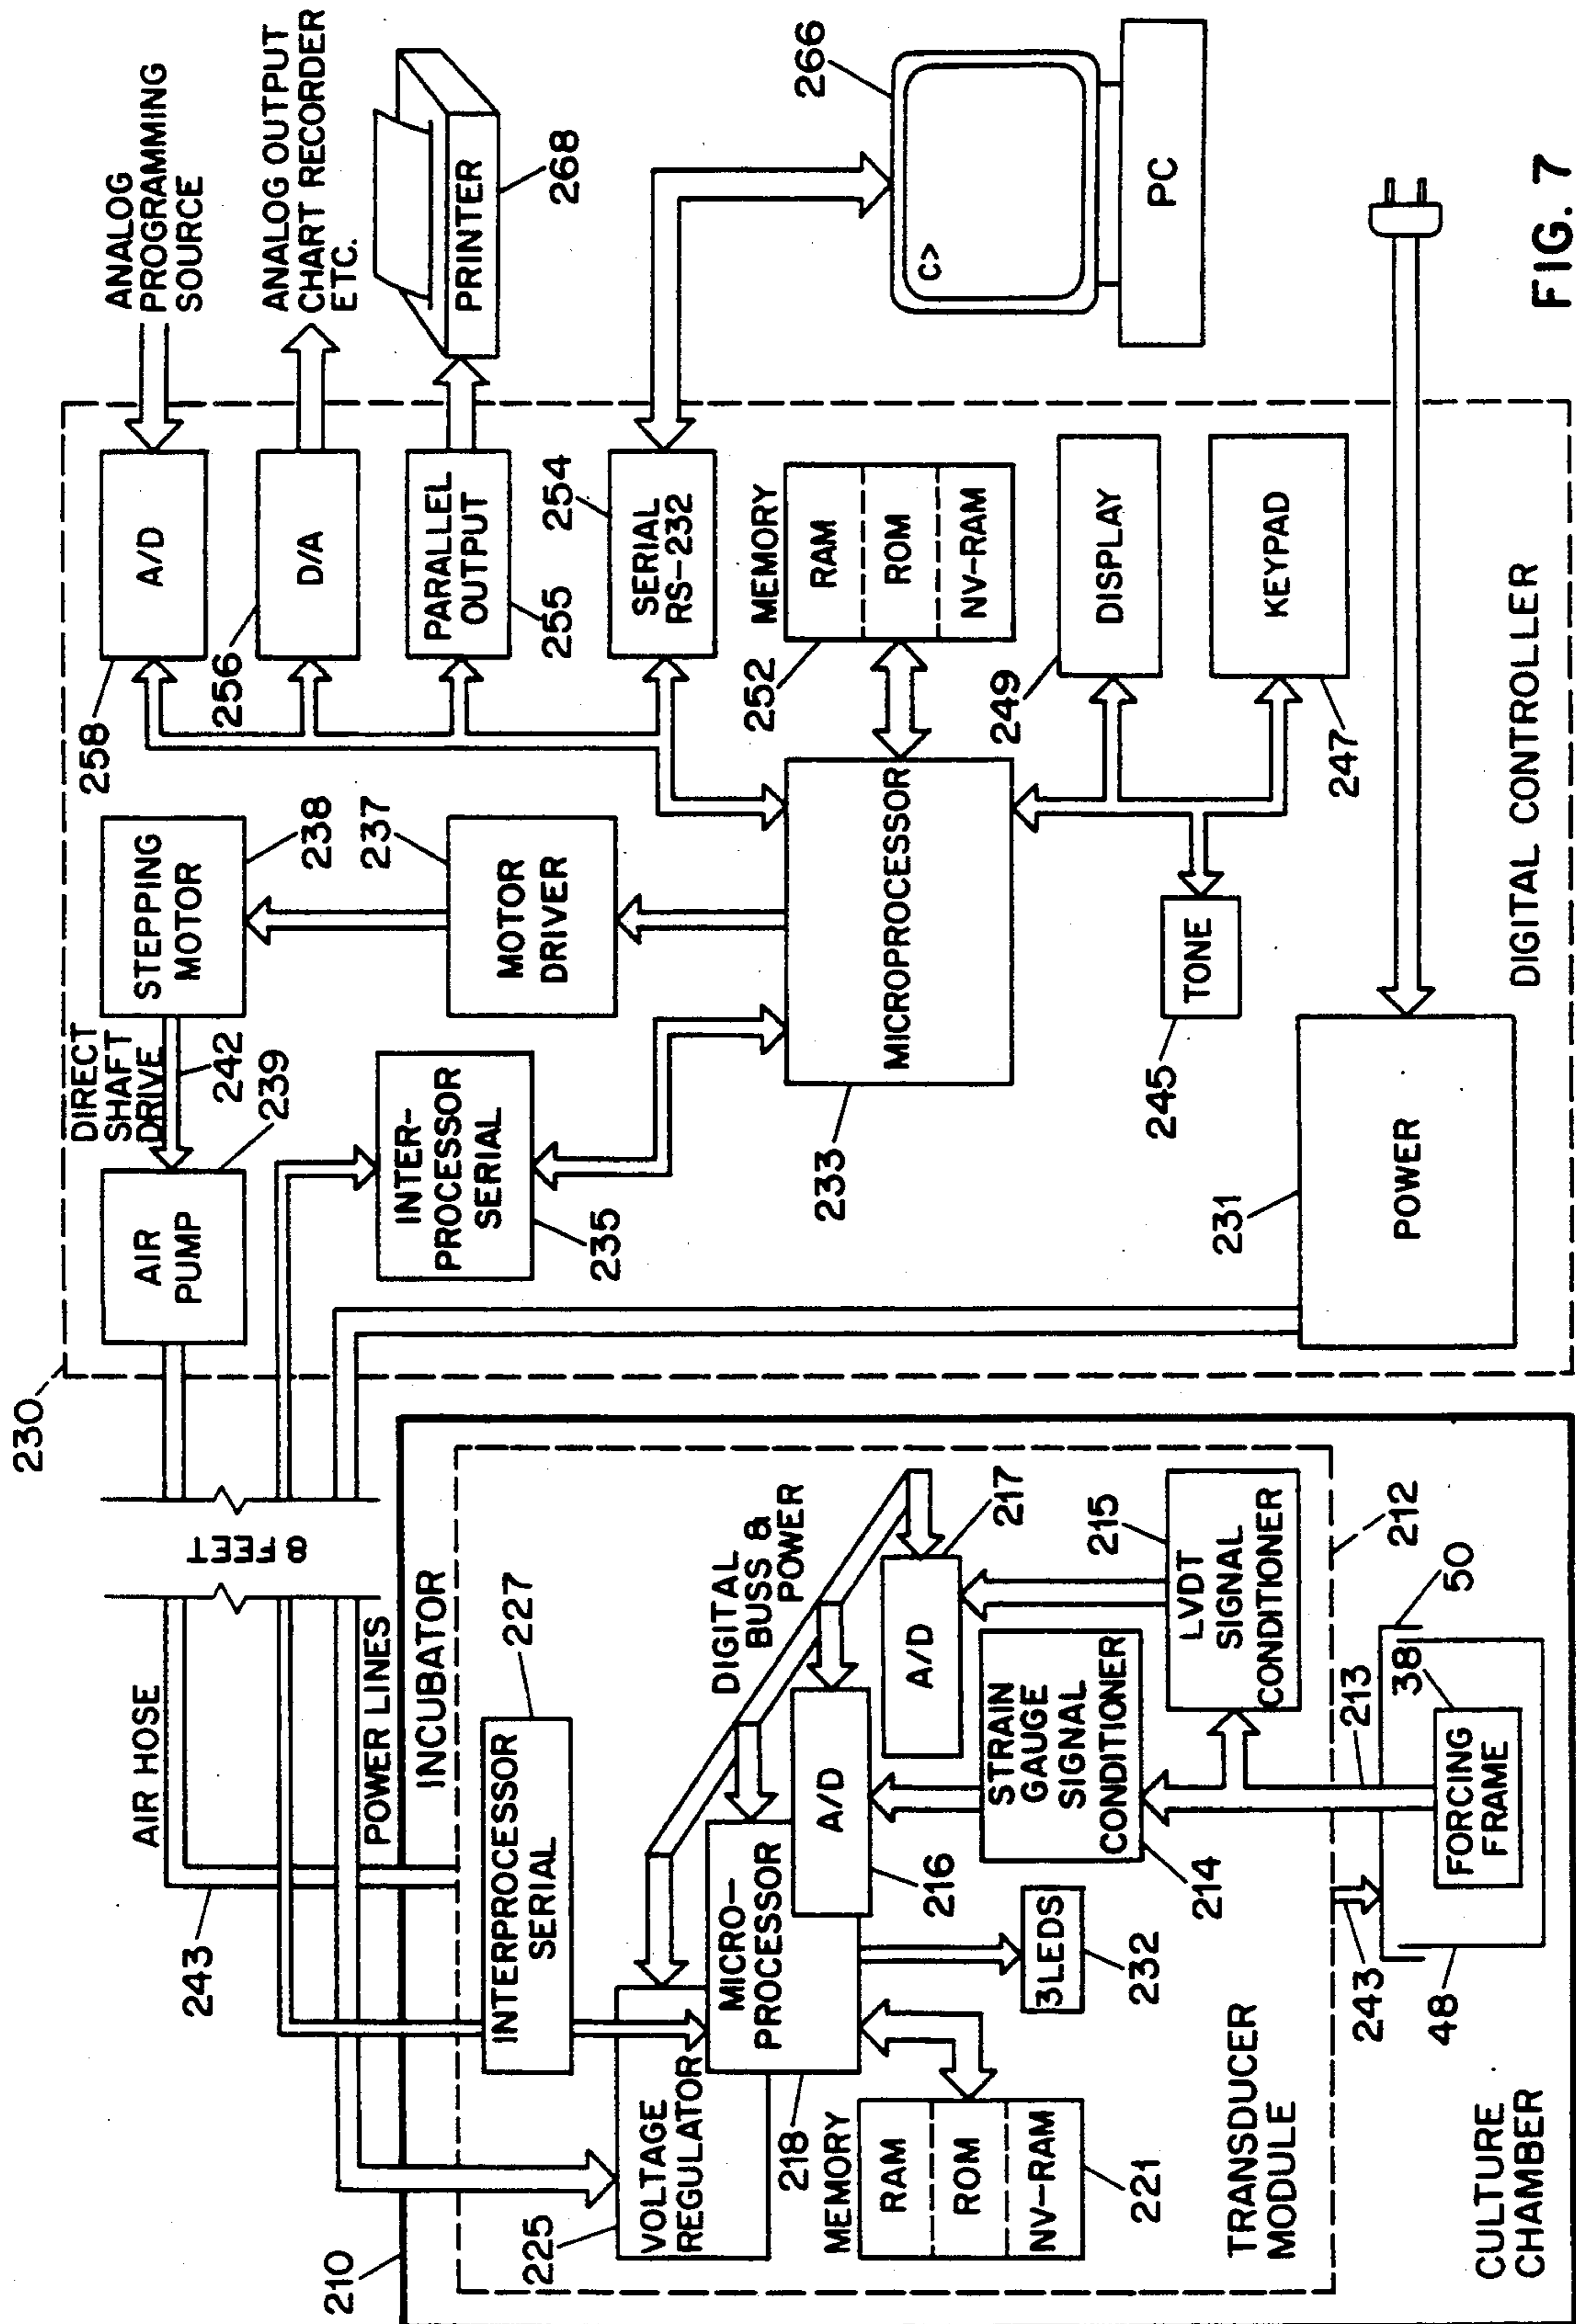 230
AIR
PUMP
DIRECT
SHAFT
DRIVE
242
239
STEPPING
MOTOR
238
258
A/D
ANALOG
PROGRAMMING
SOURCE
256
D/A
ANALOG OUTPUT
CHART RECORDER
ETC.
INTER-
PROCESSOR
SERIAL
235
MOTOR
DRIVER
237
PARALLEL
OUTPUT
255
PRINTER
268
254
SERIAL
RS-232
MICROPROCESSOR
233
MEMORY
RAM
ROM
NV-RAM
252
266
C>
PC
249
DISPLAY
TONE
245
KEYPAD
247
231
POWER
DIGITAL CONTROLLER
8 FEET
AIR HOSE
243
POWER LINES
210
INCUBATOR
INTERPROCESSOR
SERIAL
227
225
VOLTAGE
REGULATOR
MICRO-
PROCESSOR
218
DIGITAL
BUSS &
POWER
A/D
216
A/D
217
MEMORY
RAM
ROM
NV-RAM
221
3LEDS
232
STRAIN
GAUGE
SIGNAL
CONDITIONER
214
215
LVDT
SIGNAL
CONDITIONER
212
TRANSDUCER
MODULE
243
213
50
38
48
FORCING
FRAME
CULTURE
CHAMBER
FIG. 7